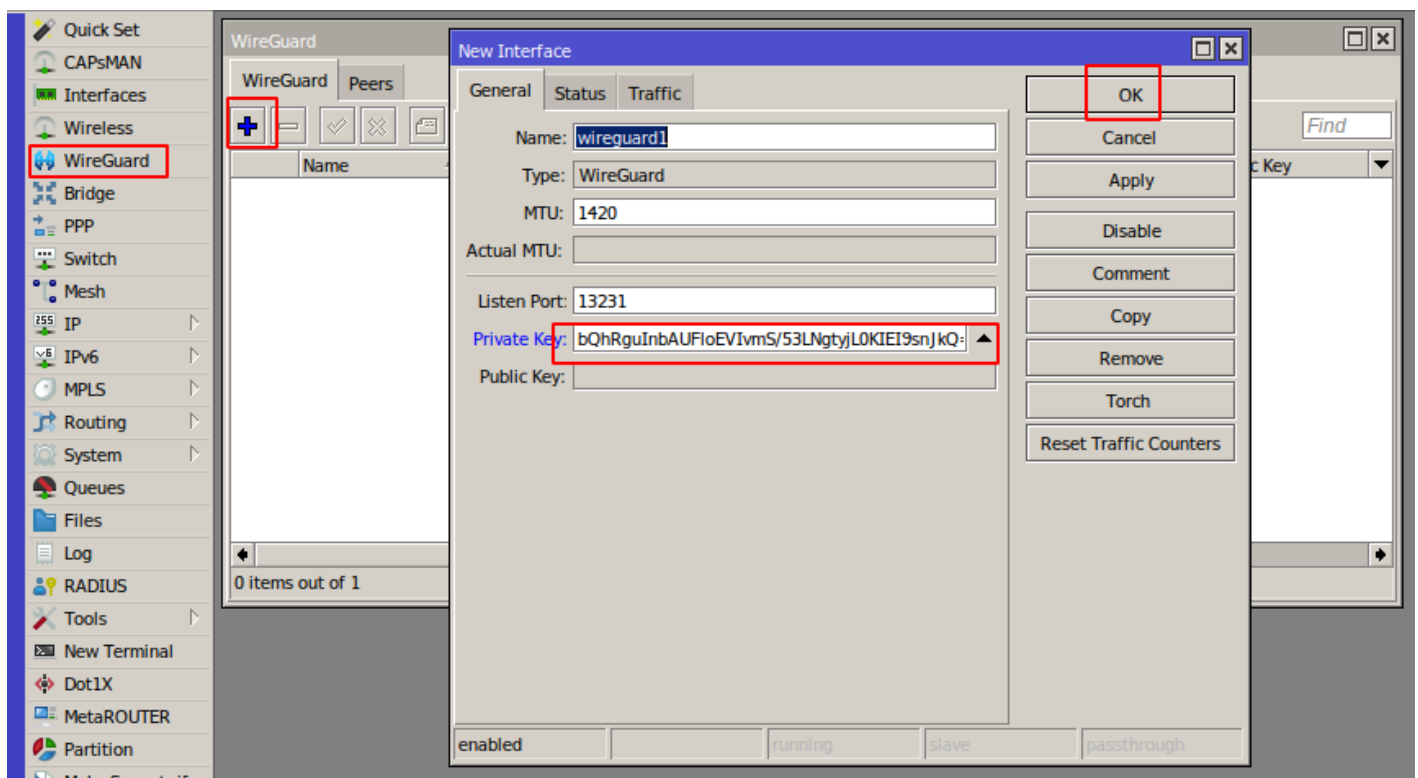 Quick Set
CAPsMAN
Interfaces
Wireless
WireGuard
Bridge
PPP
Switch
Mesh
IP
IPv6
MPLS
Routing
System
Queues
Files
Log
RADIUS
Tools
New Terminal
Dot1X
MetaROUTER
Partition
WireGuard
WireGuard Peers
Find
Name
c Key
0 items out of 1
New Interface
General Status Traffic
Name: wireguard1
Type: WireGuard
MTU: 1420
Actual MTU:
Listen Port: 13231
Private Key: bQhRguInbAUFloEVIvmS/53LNgtyjL0KIEI9snJkQ=
Public Key:
OK
Cancel
Apply
Disable
Comment
Copy
Remove
Torch
Reset Traffic Counters
enabled running slave passthrough